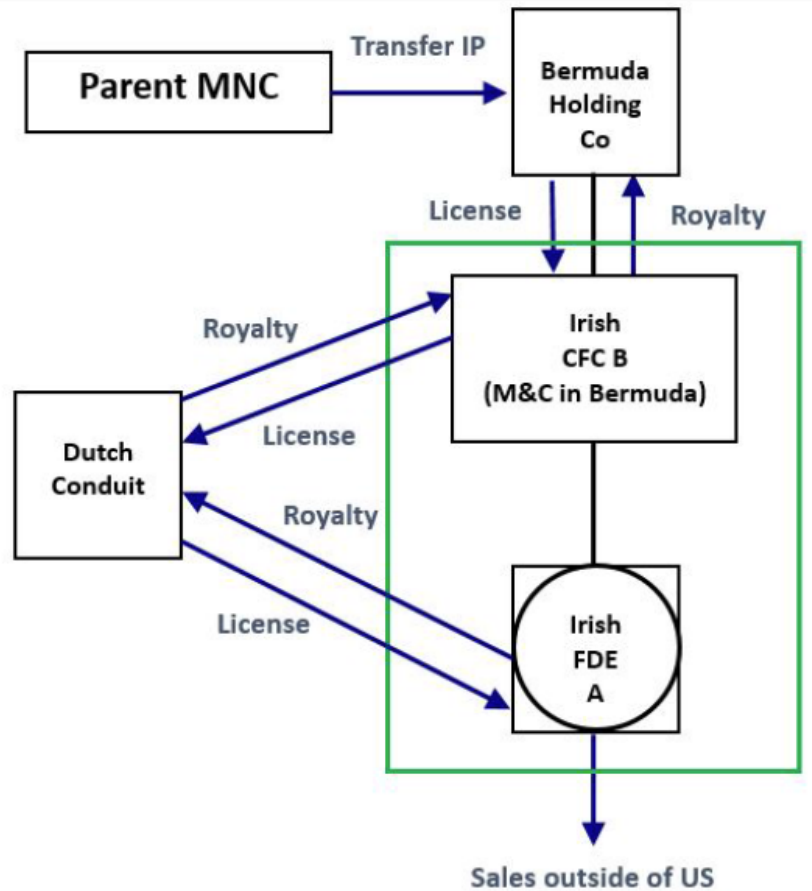 Transfer IP
Parent MNC
Bermuda
Holding
Co
License
Royalty
Royalty
Irish
CFC B
(M&C in Bermuda)
License
Dutch
Conduit
Royalty
License
Irish
FDE
A
Sales outside of US